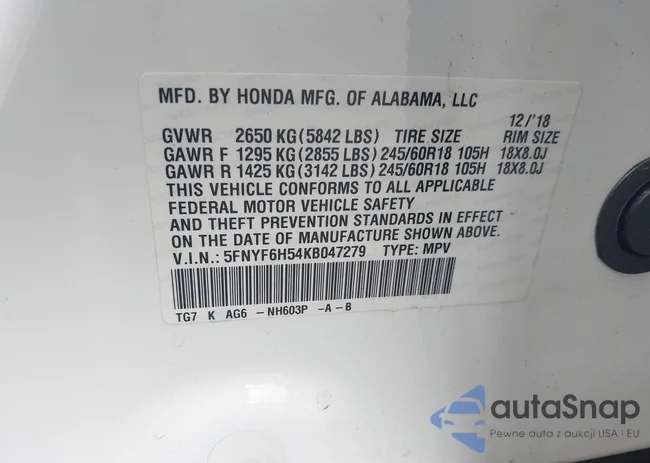 MFD. BY HONDA MFG. OF ALABAMA, LLC
12/'18
GVWR 2650 KG (5842 LBS) TIRE SIZE RIM SIZE
GAWR F 1295 KG (2855 LBS) 245/60R18 105H 18X8.0J
GAWR R 1425 KG (3142 LBS) 245/60R18 105H 18X8.0J
THIS VEHICLE CONFORMS TO ALL APPLICABLE
FEDERAL MOTOR VEHICLE SAFETY
AND THEFT PREVENTION STANDARDS IN EFFECT
ON THE DATE OF MANUFACTURE SHOWN ABOVE.
V.I.N.: 5FNYF6H54KB047279 TYPE: MPV
TG7 K AG6 -NH603P -A-B
autoSnap
Pewne auta z aukcji USA i EU